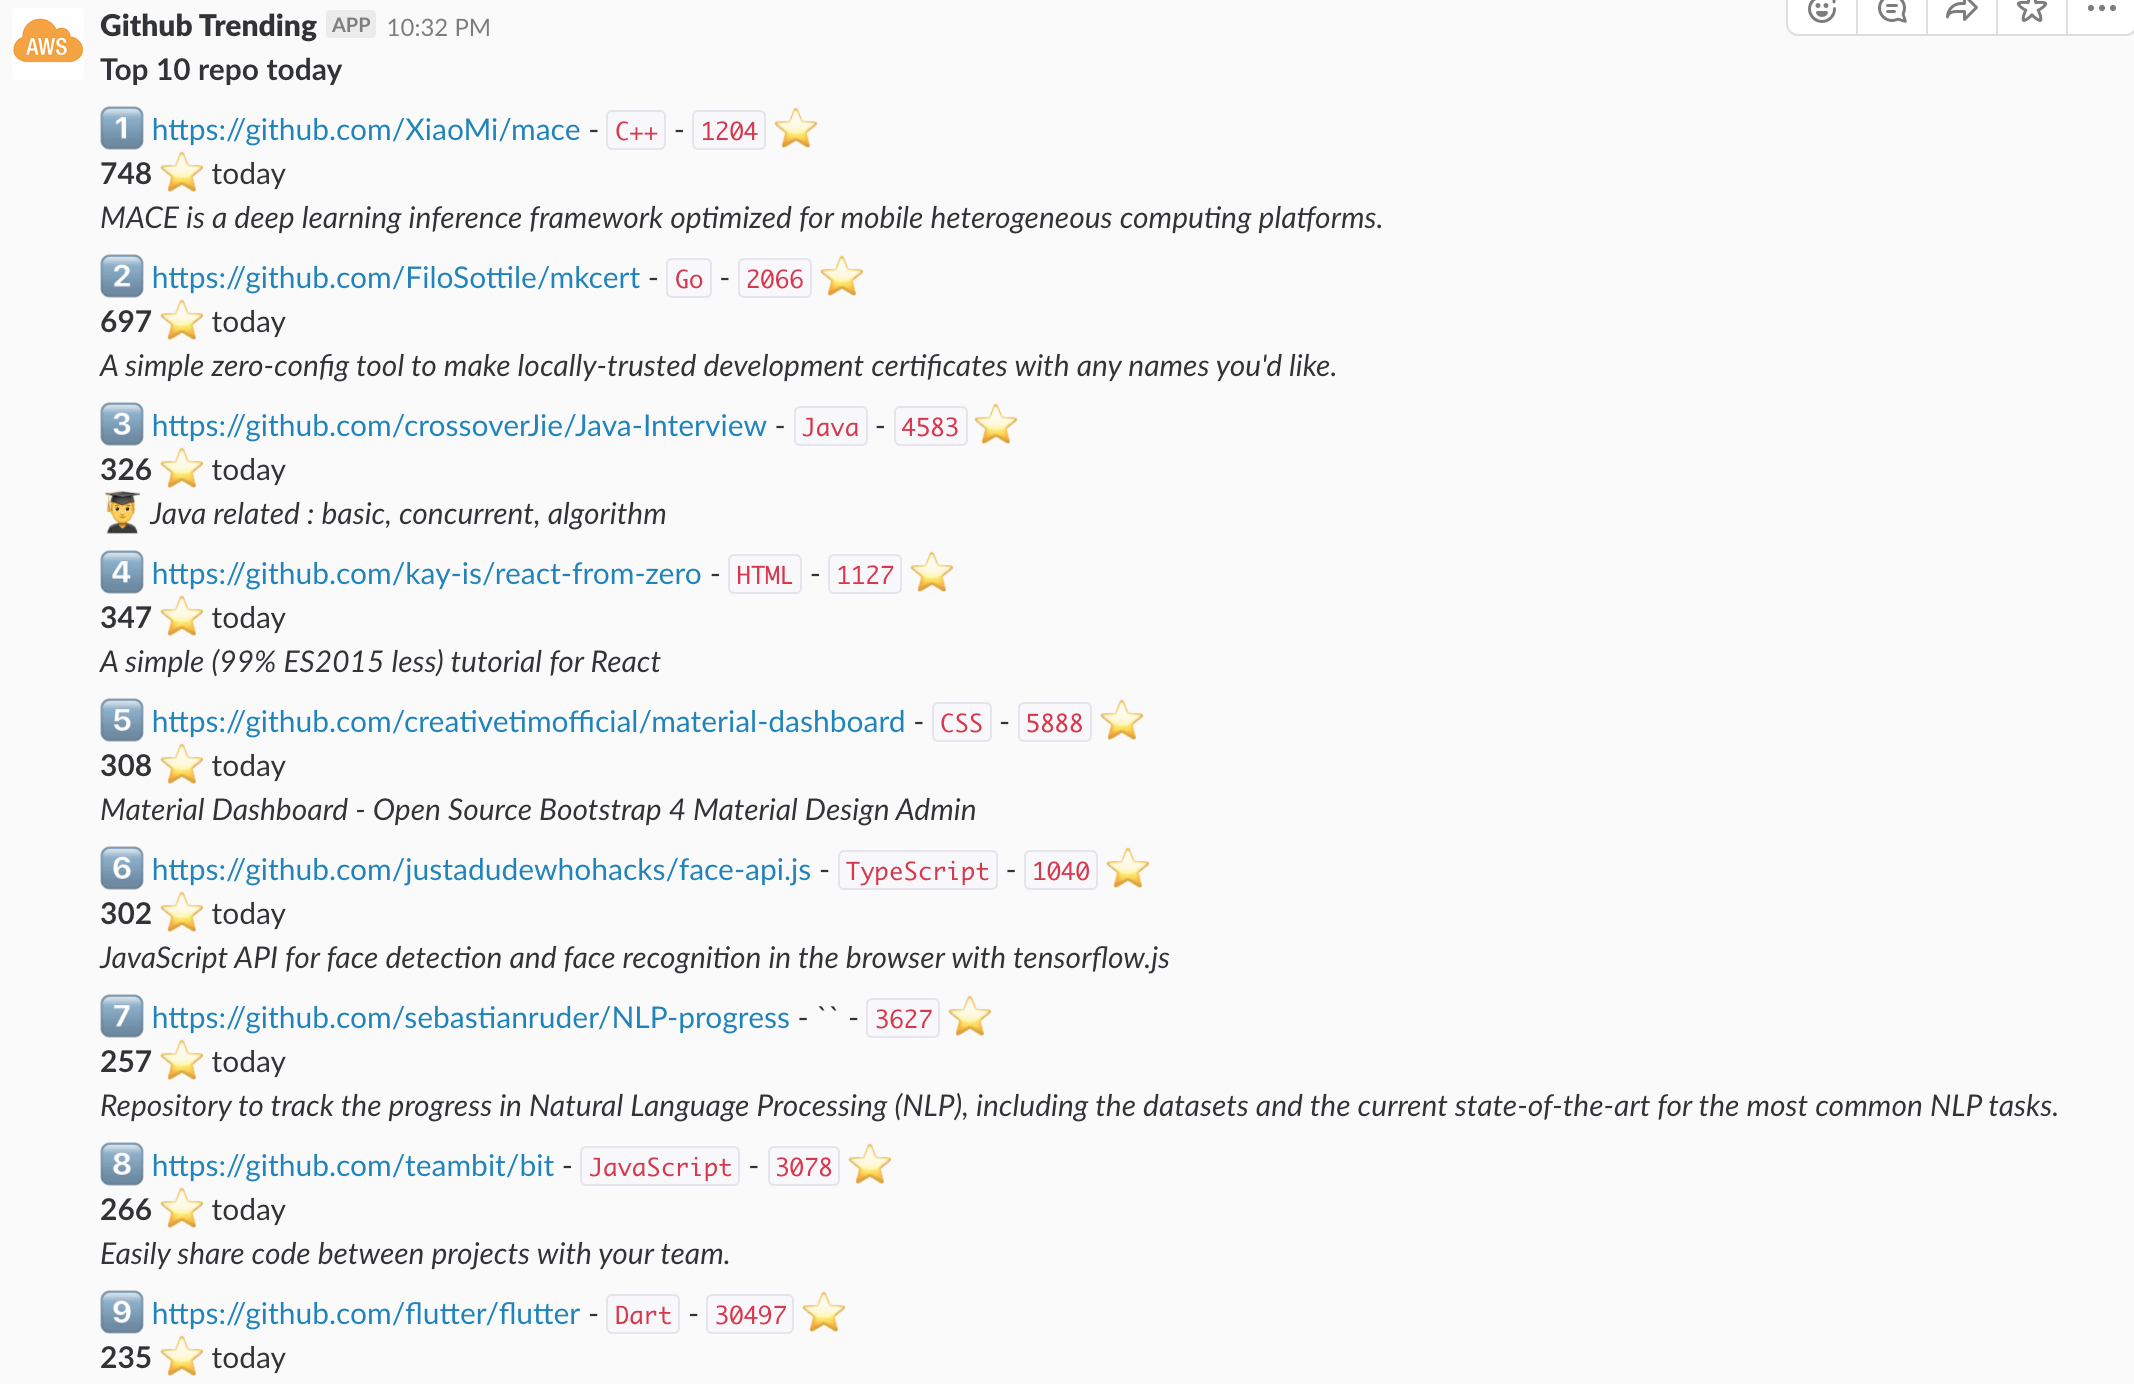 AWS
Github Trending APP 10:32 PM
Top 10 repo today
1 https://github.com/XiaoMi/mace - C++ - 1204 ⭐
748 ⭐ today
MACE is a deep learning inference framework optimized for mobile heterogeneous computing platforms.
2 https://github.com/FiloSottile/mkcert - Go - 2066 ⭐
697 ⭐ today
A simple zero-config tool to make locally-trusted development certificates with any names you'd like.
3 https://github.com/crossoverJie/Java-Interview - Java - 4583 ⭐
326 ⭐ today
👨‍🎓 Java related : basic, concurrent, algorithm
4 https://github.com/kay-is/react-from-zero - HTML - 1127 ⭐
347 ⭐ today
A simple (99% ES2015 less) tutorial for React
5 https://github.com/creativetimofficial/material-dashboard - CSS - 5888 ⭐
308 ⭐ today
Material Dashboard - Open Source Bootstrap 4 Material Design Admin
6 https://github.com/justadudewhohacks/face-api.js - TypeScript - 1040 ⭐
302 ⭐ today
JavaScript API for face detection and face recognition in the browser with tensorflow.js
7 https://github.com/sebastianruder/NLP-progress - `` - 3627 ⭐
257 ⭐ today
Repository to track the progress in Natural Language Processing (NLP), including the datasets and the current state-of-the-art for the most common NLP tasks.
8 https://github.com/teambit/bit - JavaScript - 3078 ⭐
266 ⭐ today
Easily share code between projects with your team.
9 https://github.com/flutter/flutter - Dart - 30497 ⭐
235 ⭐ today